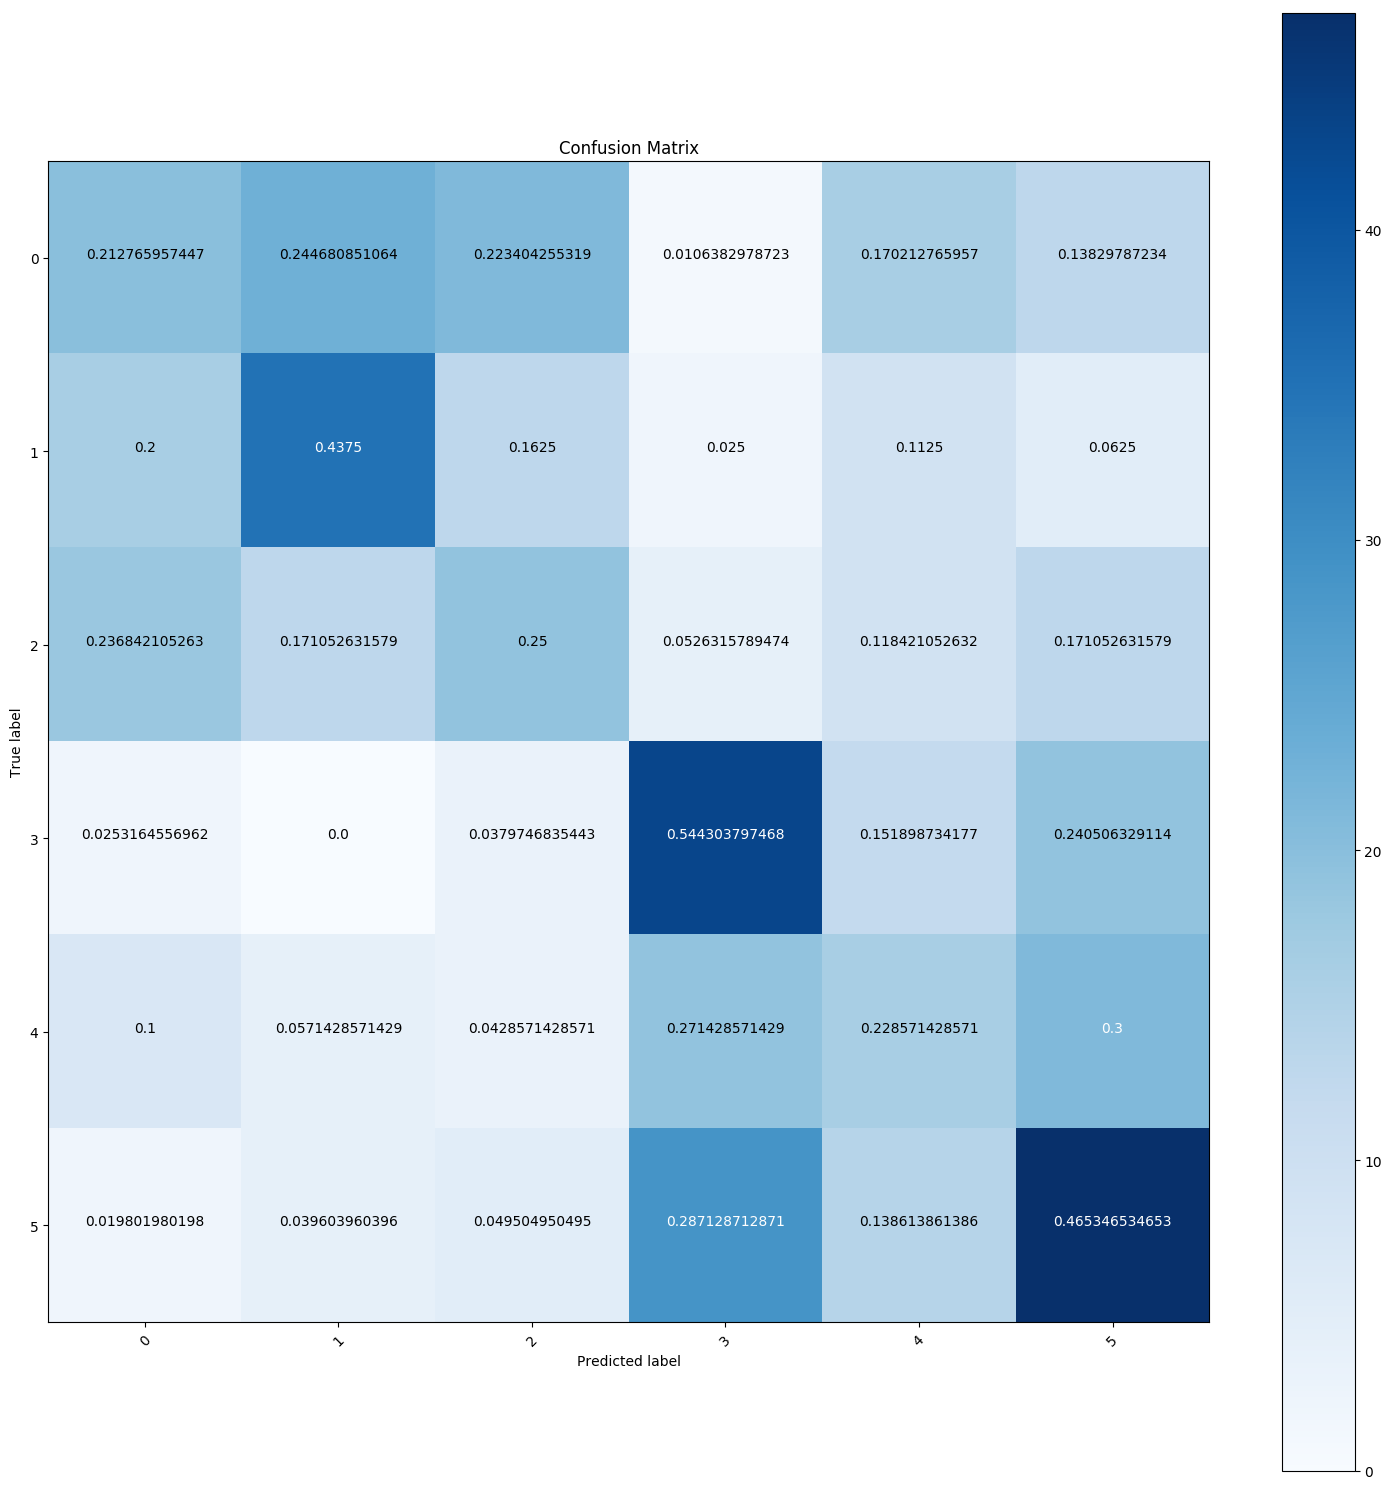 Confusion Matrix
0 0.212765957447 0.244680851064 0.223404255319 0.0106382978723 0.170212765957 0.13829787234
1 0.2 0.4375 0.1625 0.025 0.1125 0.0625
2 0.236842105263 0.171052631579 0.25 0.0526315789474 0.118421052632 0.171052631579
3 0.0253164556962 0.0 0.0379746835443 0.544303797468 0.151898734177 0.240506329114
4 0.1 0.0571428571429 0.0428571428571 0.271428571429 0.228571428571 0.3
5 0.019801980198 0.039603960396 0.049504950495 0.287128712871 0.138613861386 0.465346534653
0 1 2 3 4 5
Predicted label
True label
40
30
20
10
0